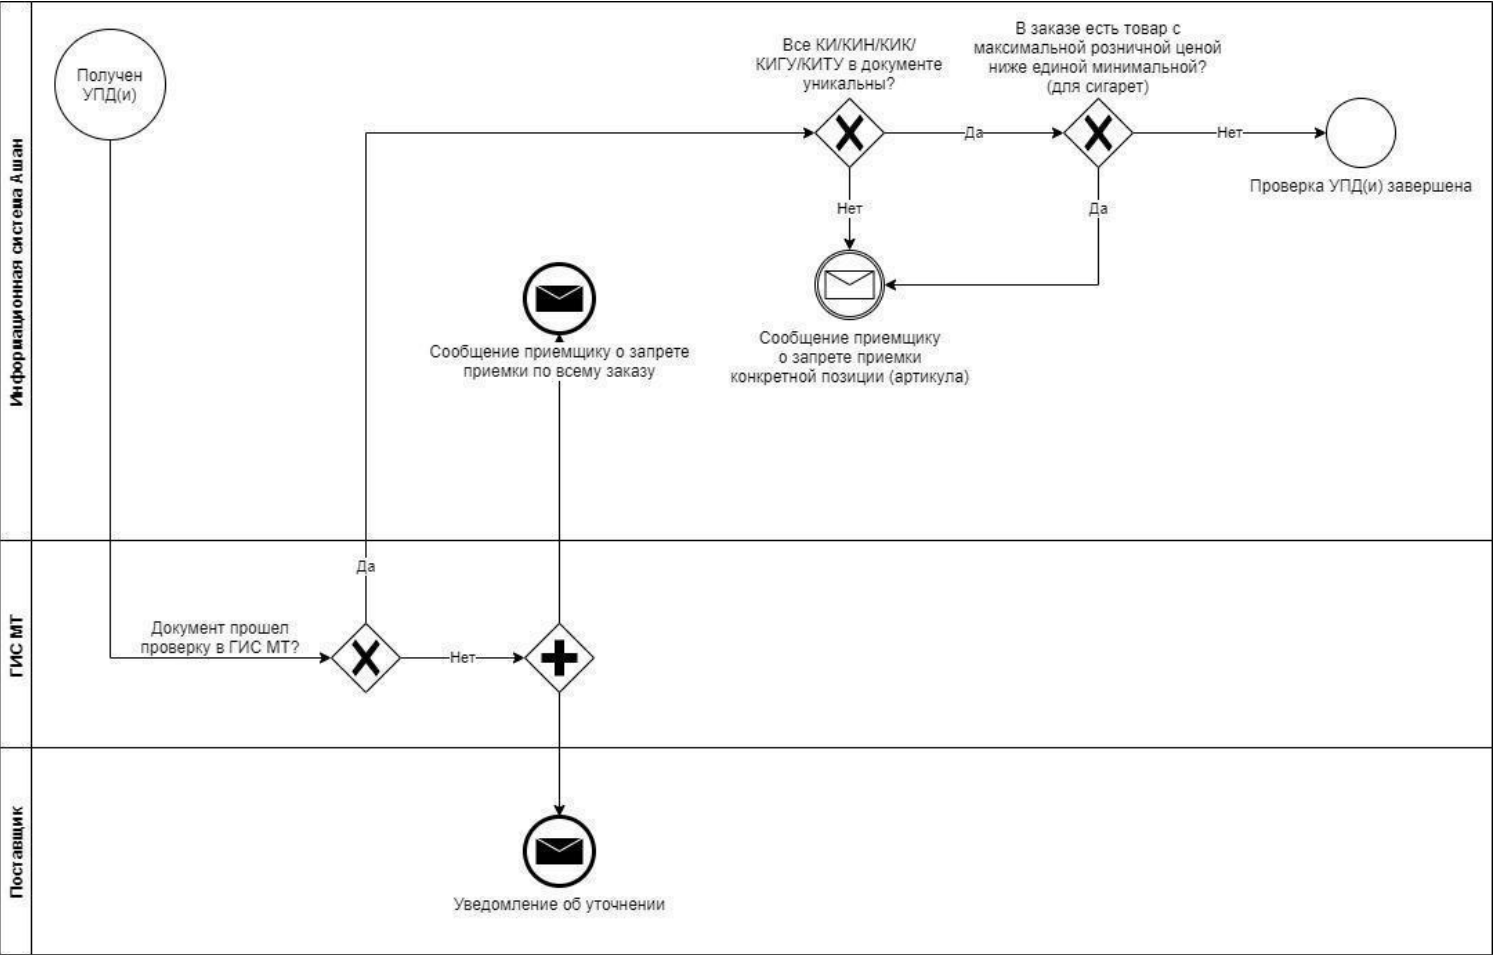 Информационная система Ашан
Получен
УПД(и)
Все КИ/КИН/КИК/
КИГУ/КИТУ в документе
уникальны?
В заказе есть товар с
максимальной розничной ценой
ниже единой минимальной?
(для сигарет)
Да
Нет
Проверка УПД(и) завершена
Нет
Да
Сообщение приемщику о запрете
приемки по всему заказу
Сообщение приемщику
о запрете приемки
конкретной позиции (артикула)
ГИС МТ
Да
Документ прошел
проверку в ГИС МТ?
Нет
Поставщик
Уведомление об уточнении